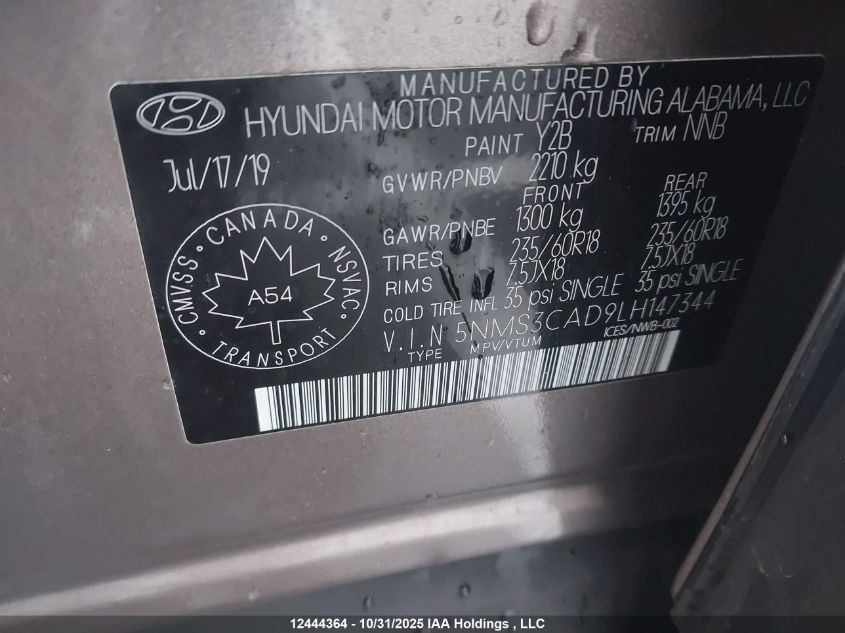 MANUFACTURED BY
HYUNDAI MOTOR MANUFACTURING ALABAMA, LLC
PAINT Y2B TRIM NNB
Jul/17/19
GVWR/PNBV 2210 kg
FRONT REAR
GAWR/PNBE 1300 kg 1395 kg
TIRES 235/60R18 235/60R18
RIMS 7.5JX18 7.5JX18
COLD TIRE INFL 35 psi SINGLE 35 psi SINGLE
V.I.N 5NMS3CAD9LH147344
TYPE MPV/VTUM ICES/NWB-002
CMVSS · CANADA · NSVAC · TRANSPORT ·
A54
12444364 - 10/31/2025 IAA Holdings , LLC